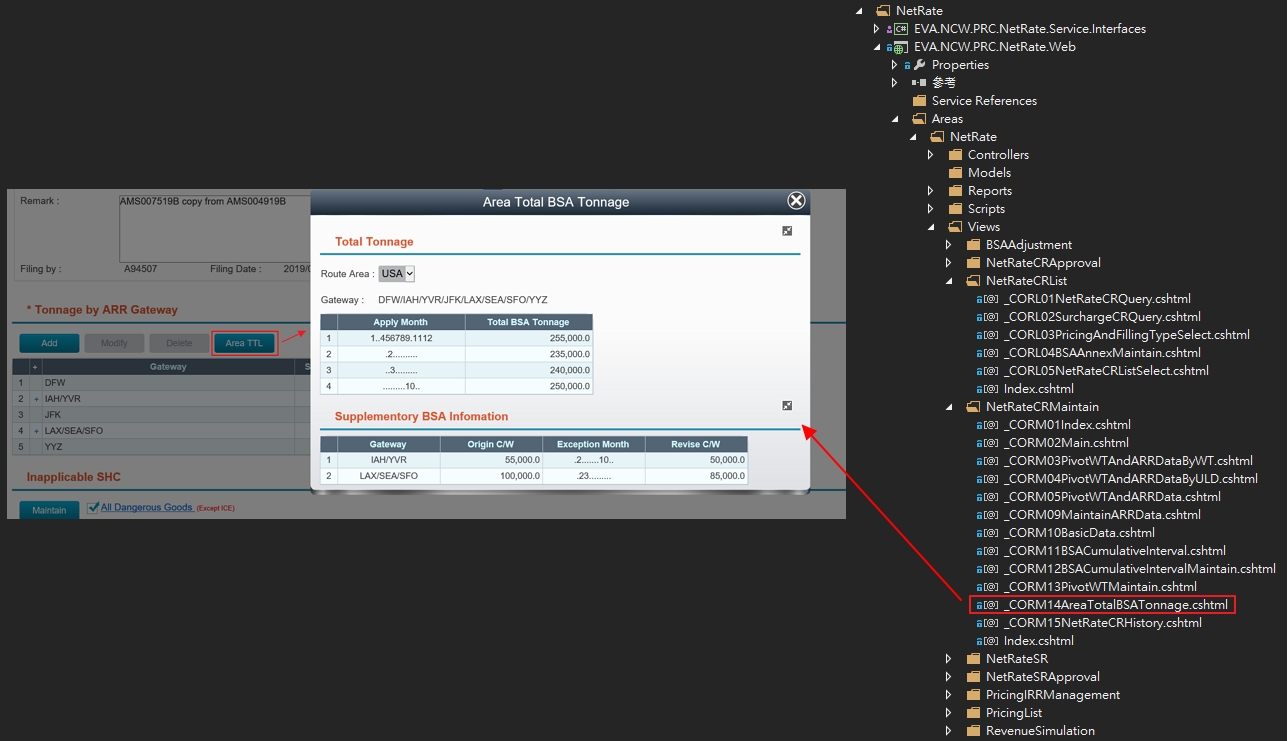 Remark :
AMS007519B copy from AMS004919B
Filing by :
A94507
Filing Date :
2019/0
* Tonnage by ARR Gateway
Add
Modify
Delete
Area TTL
+ Gateway S
1 DFW
2 + IAH/YVR
3 JFK
4 + LAX/SEA/SFO
5 YYZ
Inapplicable SHC
Maintain
All Dangerous Goods (Except ICE)
Area Total BSA Tonnage
Total Tonnage
Route Area : USA
Gateway : DFW/IAH/YVR/JFK/LAX/SEA/SFO/YYZ
Apply Month Total BSA Tonnage
1 1..456789.1112 255,000.0
2 .2.......... 235,000.0
3 ..3......... 240,000.0
4 .........10.. 250,000.0
Supplementary BSA Infomation
Gateway Origin C/W Exception Month Revise C/W
1 IAH/YVR 55,000.0 .2.......10.. 50,000.0
2 LAX/SEA/SFO 100,000.0 .23......... 85,000.0
NetRate
C# EVA.NCW.PRC.NetRate.Service.Interfaces
EVA.NCW.PRC.NetRate.Web
Properties
參考
Service References
Areas
NetRate
Controllers
Models
Reports
Scripts
Views
BSAAdjustment
NetRateCRApproval
NetRateCRList
[@] _CORL01NetRateCRQuery.cshtml
[@] _CORL02SurchargeCRQuery.cshtml
[@] _CORL03PricingAndFillingTypeSelect.cshtml
[@] _CORL04BSAAnnexMaintain.cshtml
[@] _CORL05NetRateCRListSelect.cshtml
[@] Index.cshtml
NetRateCRMaintain
[@] _CORM01Index.cshtml
[@] _CORM02Main.cshtml
[@] _CORM03PivotWTAndARRDataByWT.cshtml
[@] _CORM04PivotWTAndARRDataByULD.cshtml
[@] _CORM05PivotWTAndARRData.cshtml
[@] _CORM09MaintainARRData.cshtml
[@] _CORM10BasicData.cshtml
[@] _CORM11BSACumulativeInterval.cshtml
[@] _CORM12BSACumulativeIntervalMaintain.cshtml
[@] _CORM13PivotWTMaintain.cshtml
[@] _CORM14AreaTotalBSATonnage.cshtml
[@] _CORM15NetRateCRHistory.cshtml
[@] Index.cshtml
NetRateSR
NetRateSRApproval
PricingIRRManagement
PricingList
RevenueSimulation